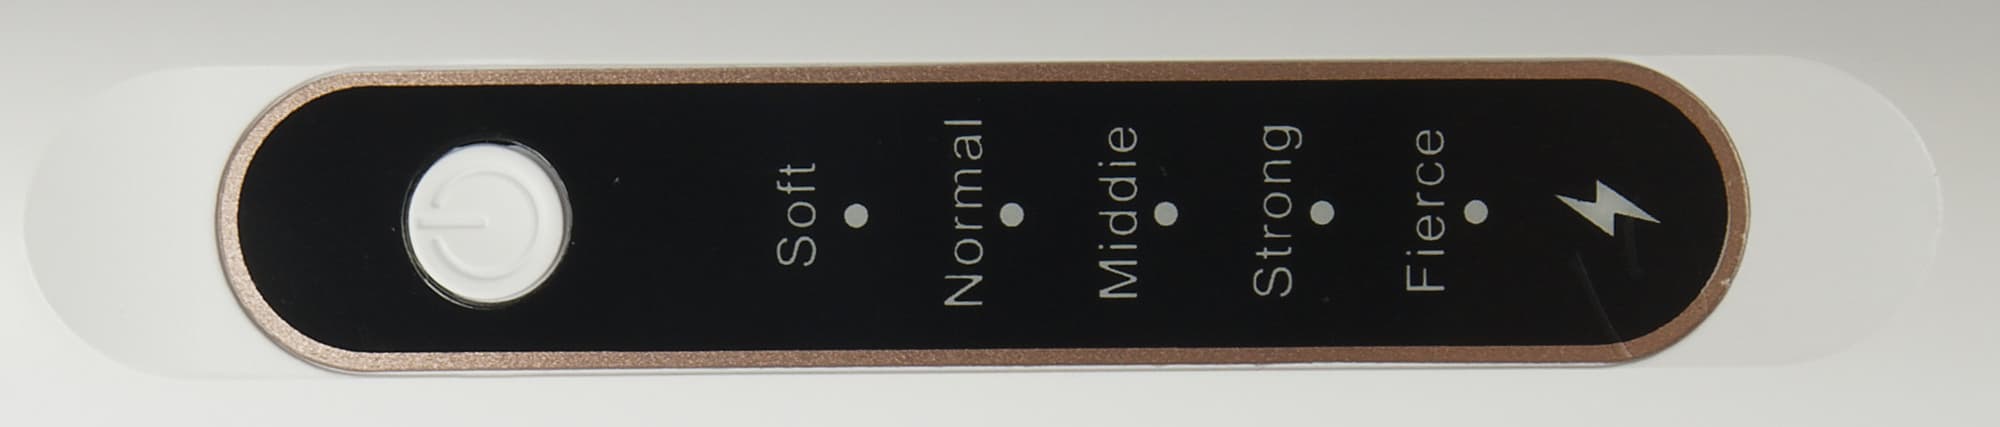 Soft
Normal
Middie
Strong
Fierce